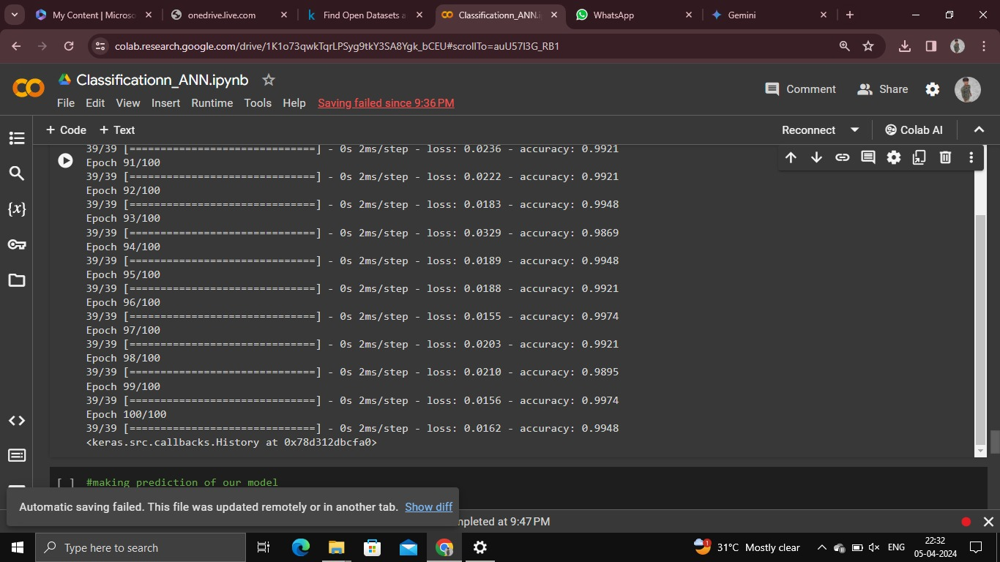 My Content | Microso
onedrive.live.com
Find Open Datasets a
Classificationn_ANN.i
WhatsApp
Gemini
colab.research.google.com/drive/1K1o73qwkTqrLPSyg9tkY3SA8Ygk_bCEU#scrollTo=auU57I3G_RB1
Classificationn_ANN.ipynb
File Edit View Insert Runtime Tools Help Saving failed since 9:36 PM
Comment Share
+ Code + Text
Reconnect Colab AI
39/39 [==============================] - 0s 2ms/step - loss: 0.0236 - accuracy: 0.9921
Epoch 91/100
39/39 [==============================] - 0s 2ms/step - loss: 0.0222 - accuracy: 0.9921
Epoch 92/100
39/39 [==============================] - 0s 2ms/step - loss: 0.0183 - accuracy: 0.9948
Epoch 93/100
39/39 [==============================] - 0s 2ms/step - loss: 0.0329 - accuracy: 0.9869
Epoch 94/100
39/39 [==============================] - 0s 2ms/step - loss: 0.0189 - accuracy: 0.9948
Epoch 95/100
39/39 [==============================] - 0s 2ms/step - loss: 0.0188 - accuracy: 0.9921
Epoch 96/100
39/39 [==============================] - 0s 2ms/step - loss: 0.0155 - accuracy: 0.9974
Epoch 97/100
39/39 [==============================] - 0s 2ms/step - loss: 0.0203 - accuracy: 0.9921
Epoch 98/100
39/39 [==============================] - 0s 2ms/step - loss: 0.0210 - accuracy: 0.9895
Epoch 99/100
39/39 [==============================] - 0s 2ms/step - loss: 0.0156 - accuracy: 0.9974
Epoch 100/100
39/39 [==============================] - 0s 2ms/step - loss: 0.0162 - accuracy: 0.9948
<keras.src.callbacks.History at 0x78d312dbcfa0>
[ ] #making prediction of our model
Automatic saving failed. This file was updated remotely or in another tab. Show diff
mpleted at 9:47 PM
Type here to search
31°C Mostly clear
ENG
22:32
05-04-2024